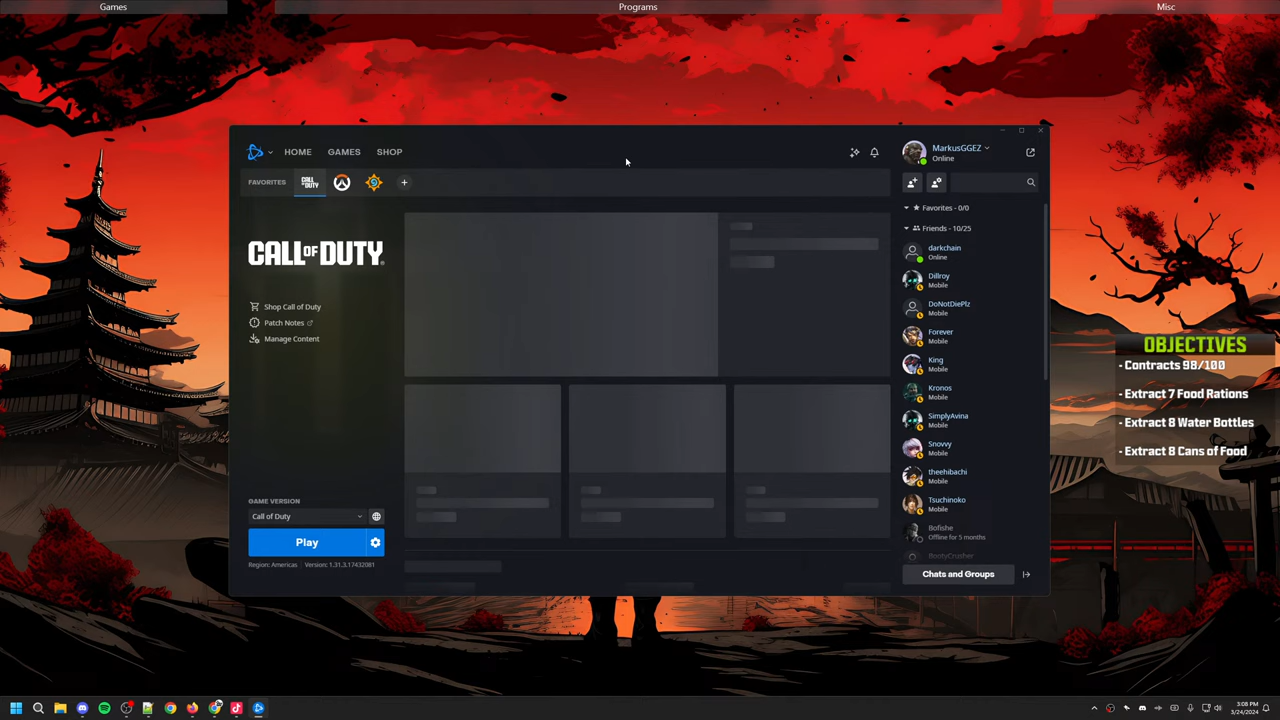 Games
Programs
Misc
HOME
GAMES
SHOP
MarkusGGEZ
Online
FAVORITES
CALL OF DUTY
Favorites - 0/0
Friends - 10/25
CALL OF DUTY
Shop Call of Duty
Patch Notes
Manage Content
darkchain
Online
Dillroy
Mobile
DoNotDiePlz
Mobile
Forever
Mobile
King
Mobile
Kronos
Mobile
SimplyAvina
Mobile
Snovvy
Mobile
theehibachi
Mobile
Tsuchinoko
Mobile
Bofishe
Offline for 5 months
BootyCrusher
GAME VERSION
Call of Duty
Play
Region: Americas | Version: 1.31.3.17432081
Chats and Groups
OBJECTIVES
- Contracts 98/100
- Extract 7 Food Rations
- Extract 8 Water Bottles
- Extract 8 Cans of Food
3:08 PM
3/24/2024